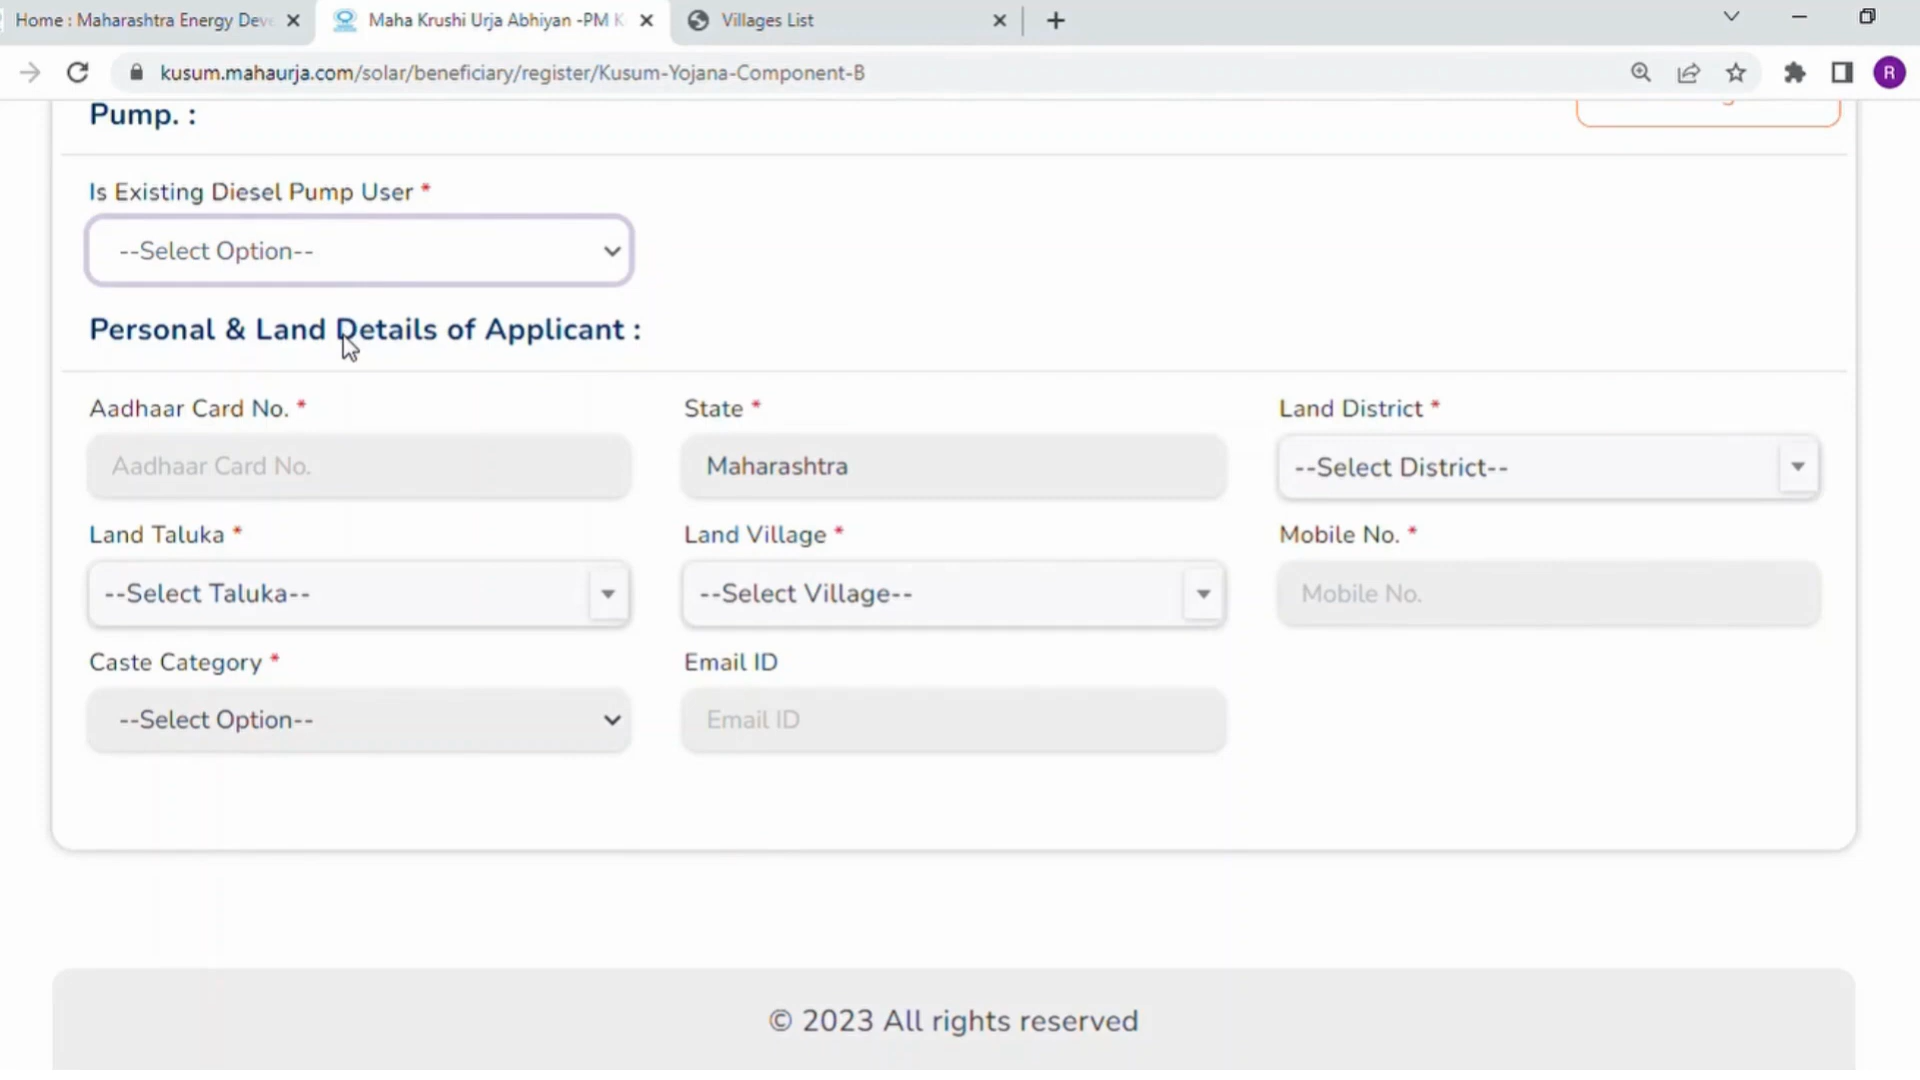 Home : Maharashtra Energy Deve
Maha Krushi Urja Abhiyan -PM K
Villages List
kusum.mahaurja.com/solar/beneficiary/register/Kusum-Yojana-Component-B
R
Pump. :
Is Existing Diesel Pump User *
--Select Option--
Personal & Land Details of Applicant :
Aadhaar Card No. *
State *
Land District *
Aadhaar Card No.
Maharashtra
--Select District--
Land Taluka *
Land Village *
Mobile No. *
--Select Taluka--
--Select Village--
Mobile No.
Caste Category *
Email ID
--Select Option--
Email ID
© 2023 All rights reserved